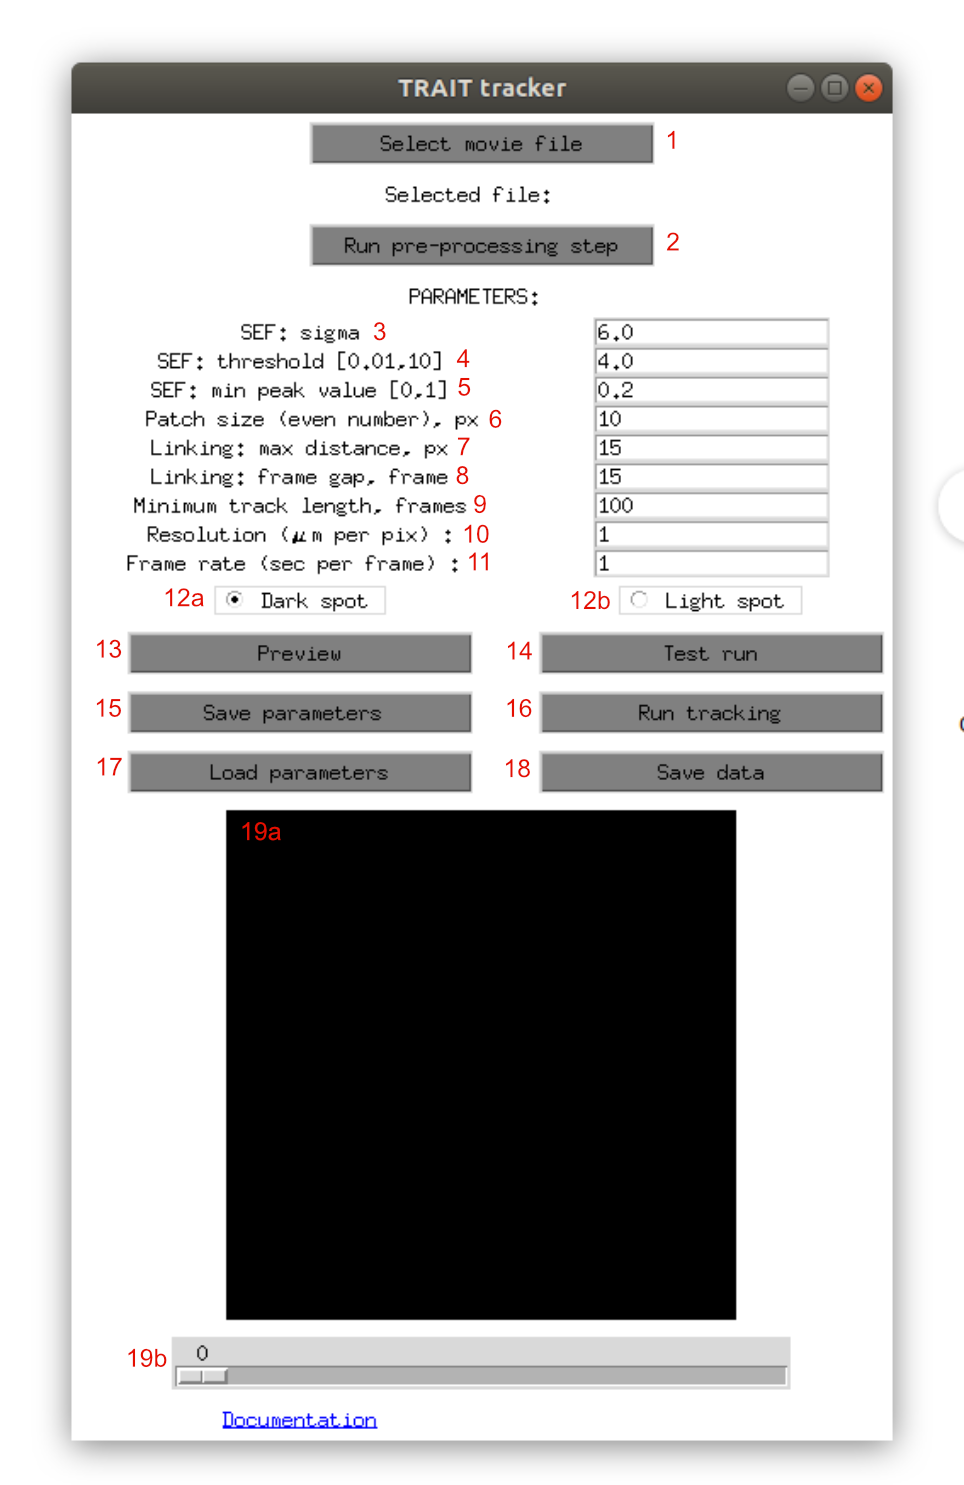 TRAIT tracker
Select movie file 1
Selected file:
Run pre-processing step 2
PARAMETERS:
SEF: sigma 3 6.0
SEF: threshold [0.01,10] 4 4.0
SEF: min peak value [0,1] 5 0.2
Patch size (even number), px 6 10
Linking: max distance, px 7 15
Linking: frame gap, frame 8 15
Minimum track length, frames 9 100
Resolution (μm per pix) : 10 1
Frame rate (sec per frame) : 11 1
12a Dark spot 12b Light spot
13 Preview 14 Test run
15 Save parameters 16 Run tracking
17 Load parameters 18 Save data
19a
19b 0
Documentation